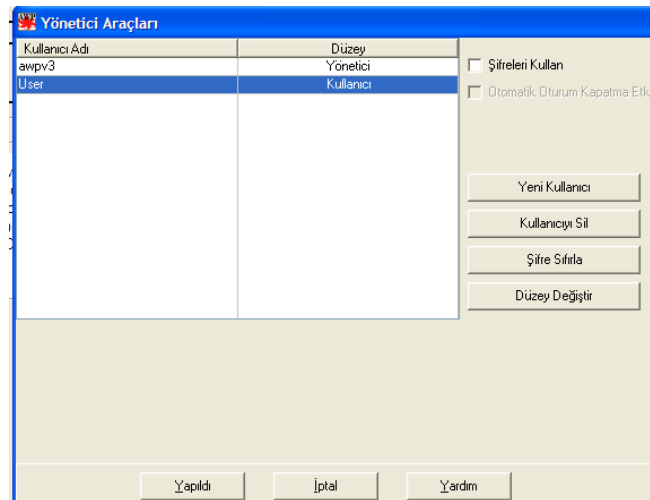 Yönetici Araçları
Kullanıcı Adı Düzey
awpv3 Yönetici
User Kullanıcı
Şifreleri Kullan
Otomatik Oturum Kapatma Etk
Yeni Kullanıcı
Kullanıcıyı Sil
Şifre Sıfırla
Düzey Değiştir
Yapıldı İptal Yardım